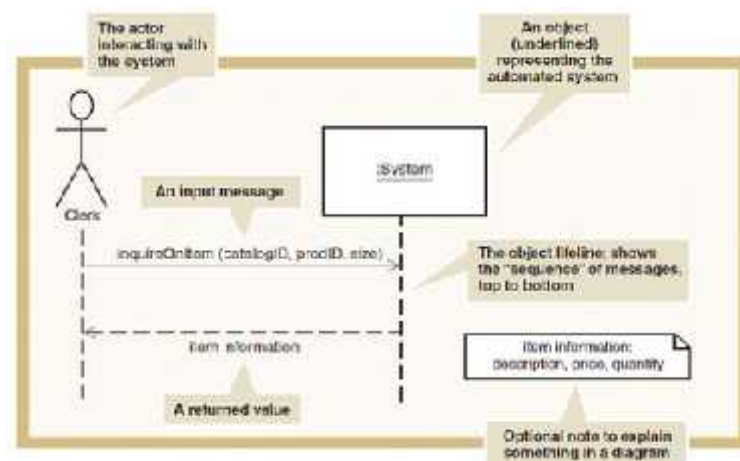 The actor
interacting with
the system
An object
(underlined)
representing the
automated system
:System
An input message
Clerk
inquireOnItem (catalogID, prodID, size)
The object lifeline: shows
the "sequence" of messages,
top to bottom
Item information
Item information:
description, price, quantity
A returned value
Optional note to explain
something in a diagram